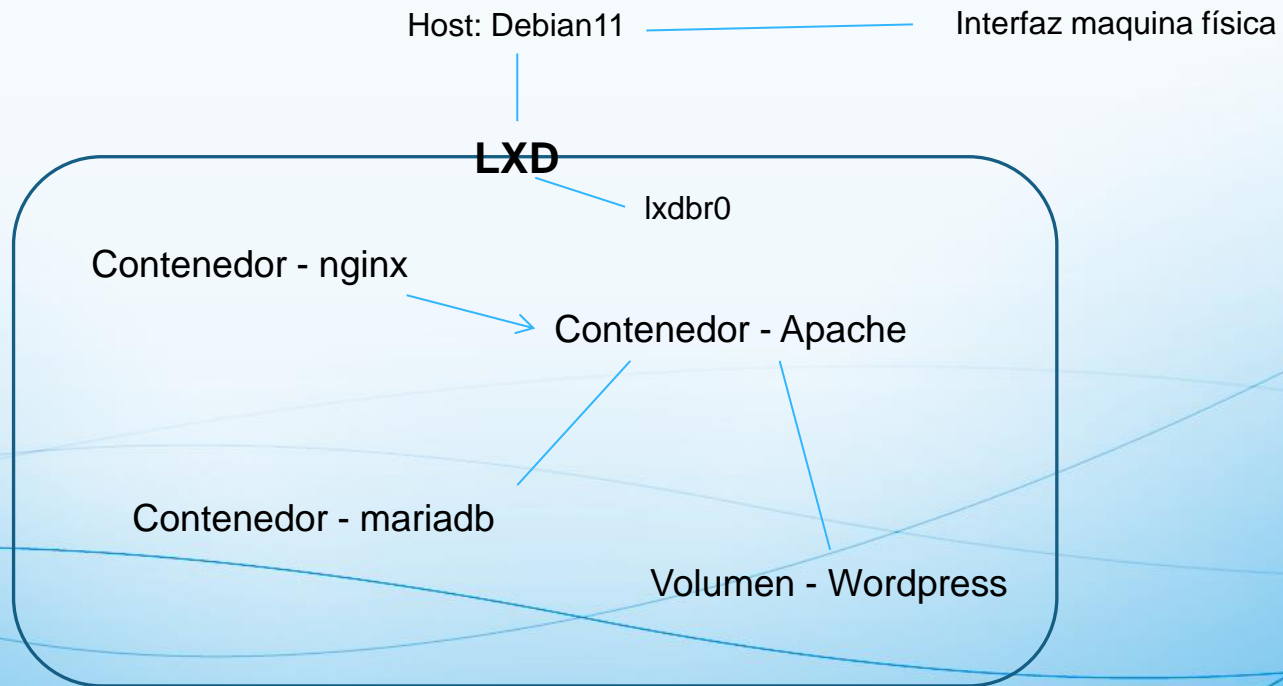 Host: Debian11
Interfaz maquina física
LXD
lxdbr0
Contenedor - nginx
Contenedor - Apache
Contenedor - mariadb
Volumen - Wordpress